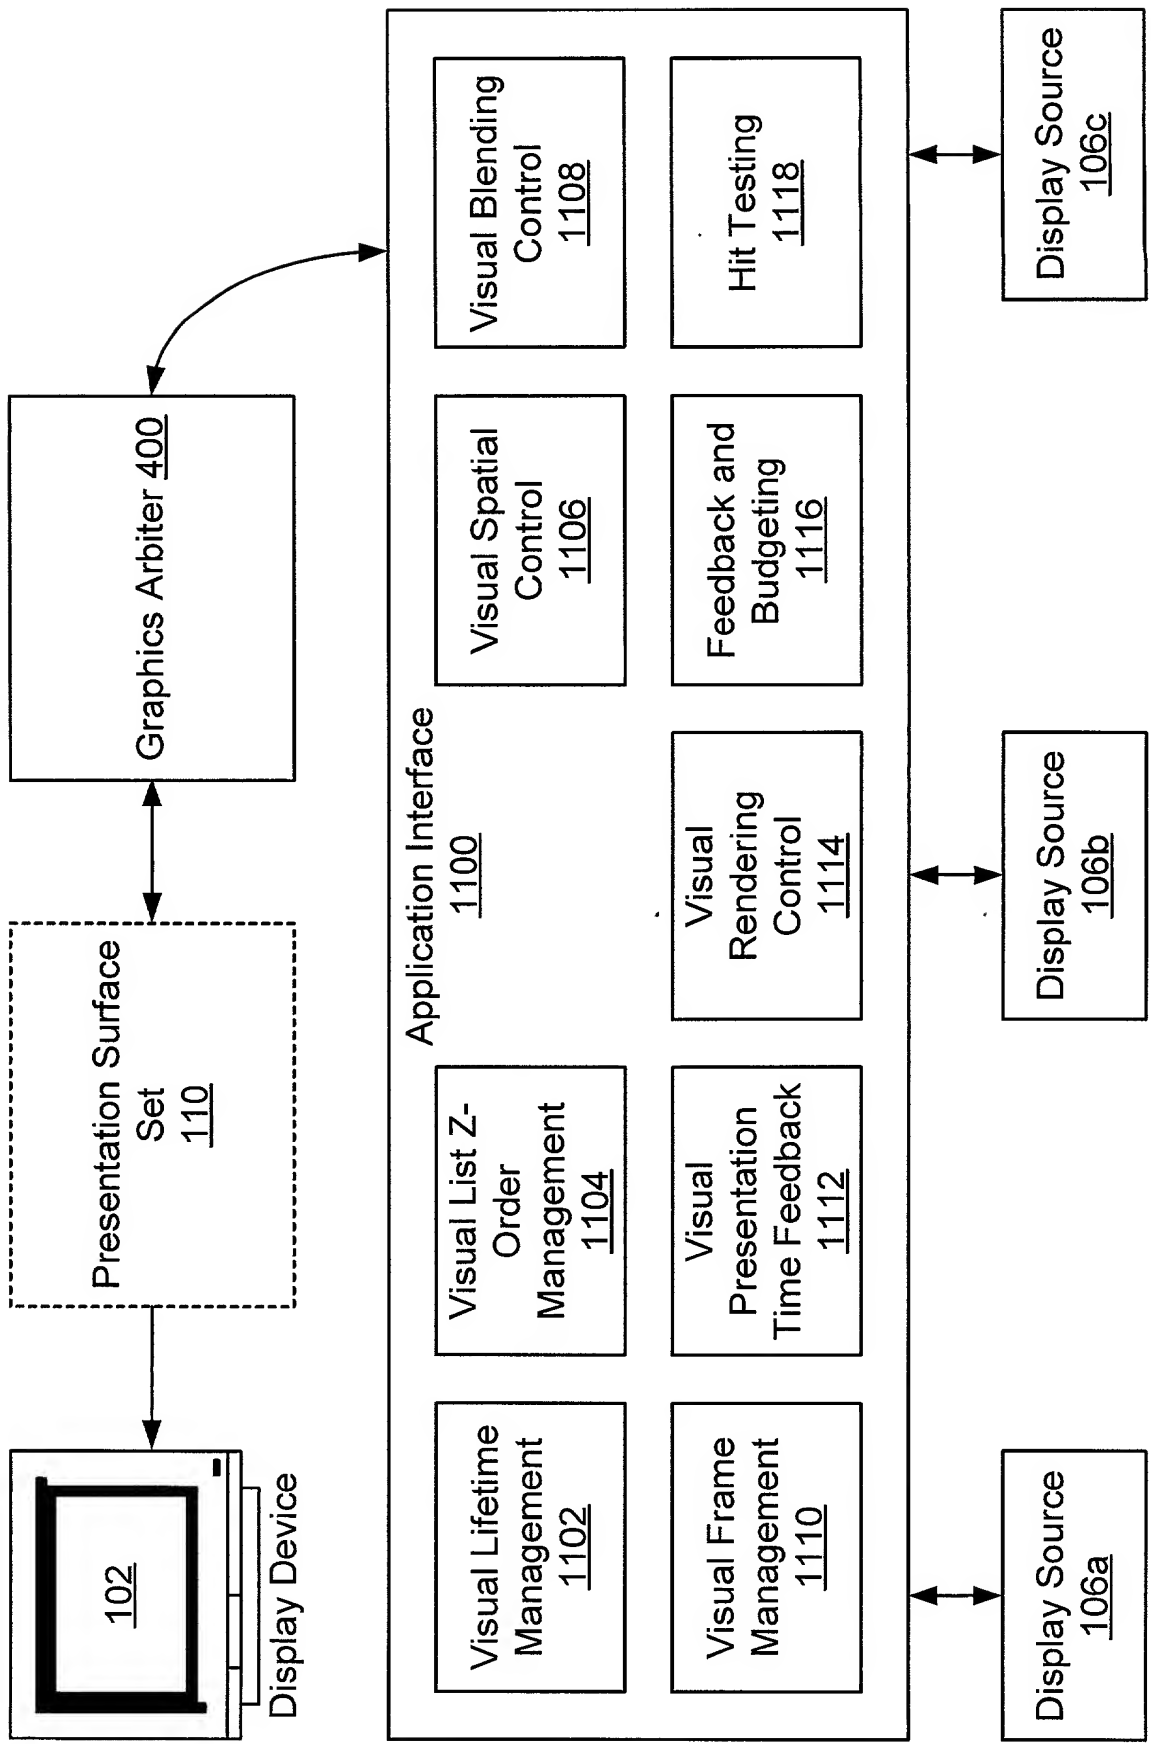 102
Display Device
Presentation Surface
Set
110
Graphics Arbiter 400
Application Interface
1100
Visual Lifetime
Management
1102
Visual List Z-
Order
Management
1104
Visual Spatial
Control
1106
Visual Blending
Control
1108
Visual Frame
Management
1110
Visual
Presentation
Time Feedback
1112
Visual
Rendering
Control
1114
Feedback and
Budgeting
1116
Hit Testing
1118
Display Source
106a
Display Source
106b
Display Source
106c